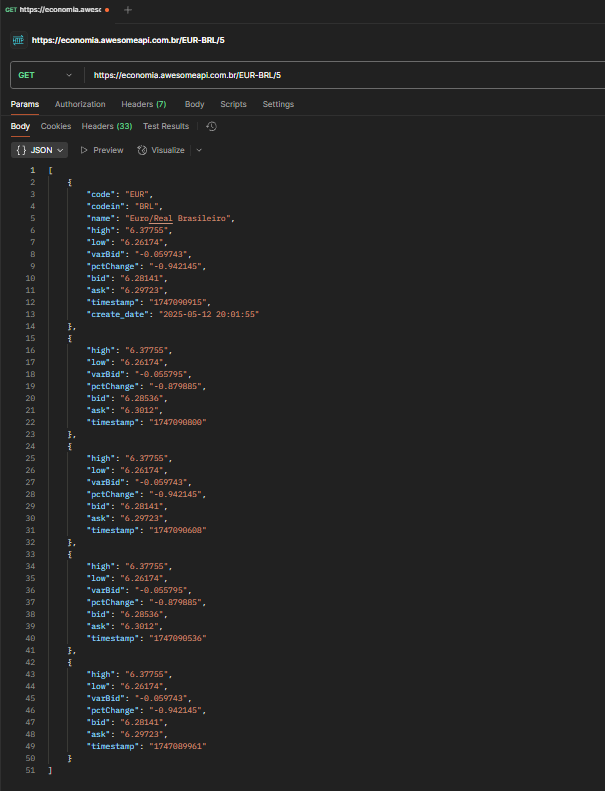 GET https://economia.awesc
https://economia.awesomeapi.com.br/EUR-BRL/5
GET https://economia.awesomeapi.com.br/EUR-BRL/5
Params Authorization Headers (7) Body Scripts Settings
Body Cookies Headers (33) Test Results
{} JSON Preview Visualize
1 [
2 {
3 "code": "EUR",
4 "codein": "BRL",
5 "name": "Euro/Real Brasileiro",
6 "high": "6.37755",
7 "low": "6.26174",
8 "varBid": "-0.059743",
9 "pctChange": "-0.942145",
10 "bid": "6.28141",
11 "ask": "6.29723",
12 "timestamp": "1747090915",
13 "create_date": "2025-05-12 20:01:55"
14 },
15 {
16 "high": "6.37755",
17 "low": "6.26174",
18 "varBid": "-0.055795",
19 "pctChange": "-0.879885",
20 "bid": "6.28536",
21 "ask": "6.3012",
22 "timestamp": "1747090800"
23 },
24 {
25 "high": "6.37755",
26 "low": "6.26174",
27 "varBid": "-0.059743",
28 "pctChange": "-0.942145",
29 "bid": "6.28141",
30 "ask": "6.29723",
31 "timestamp": "1747090608"
32 },
33 {
34 "high": "6.37755",
35 "low": "6.26174",
36 "varBid": "-0.055795",
37 "pctChange": "-0.879885",
38 "bid": "6.28536",
39 "ask": "6.3012",
40 "timestamp": "1747090536"
41 },
42 {
43 "high": "6.37755",
44 "low": "6.26174",
45 "varBid": "-0.059743",
46 "pctChange": "-0.942145",
47 "bid": "6.28141",
48 "ask": "6.29723",
49 "timestamp": "1747089961"
50 }
51 ]